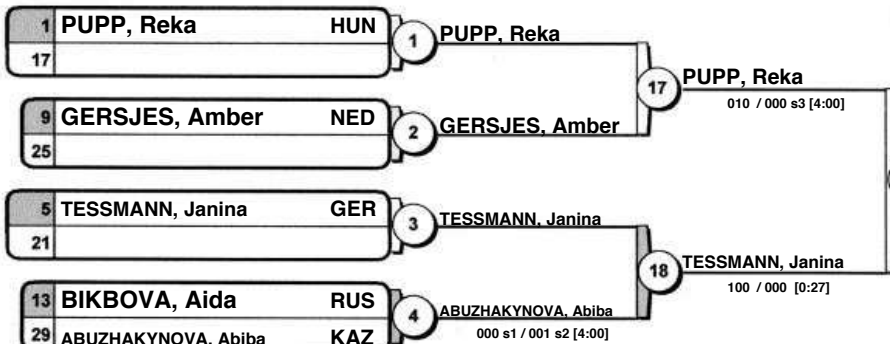 1 PUPP, Reka HUN
17
1 PUPP, Reka
17 PUPP, Reka
010 / 000 s3 [4:00]
9 GERSJES, Amber NED
25
2 GERSJES, Amber
5 TESSMANN, Janina GER
21
3 TESSMANN, Janina
18 TESSMANN, Janina
100 / 000 [0:27]
13 BIKBOVA, Aida RUS
29 ABUZHAKYNOVA, Abiba KAZ
4 ABUZHAKYNOVA, Abiba
000 s1 / 001 s2 [4:00]